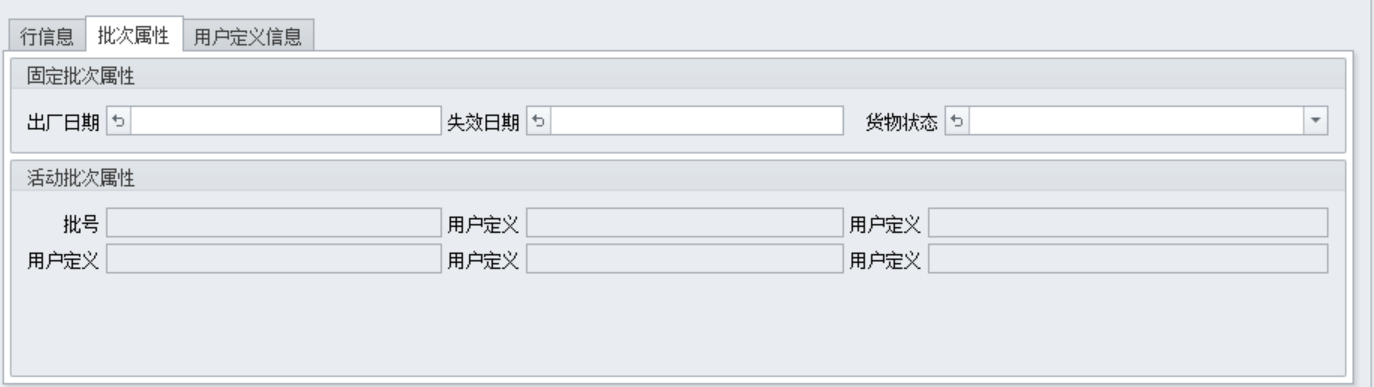 行信息 批次属性 用户定义信息
固定批次属性
出厂日期 失效日期 货物状态
活动批次属性
批号 用户定义 用户定义
用户定义 用户定义 用户定义